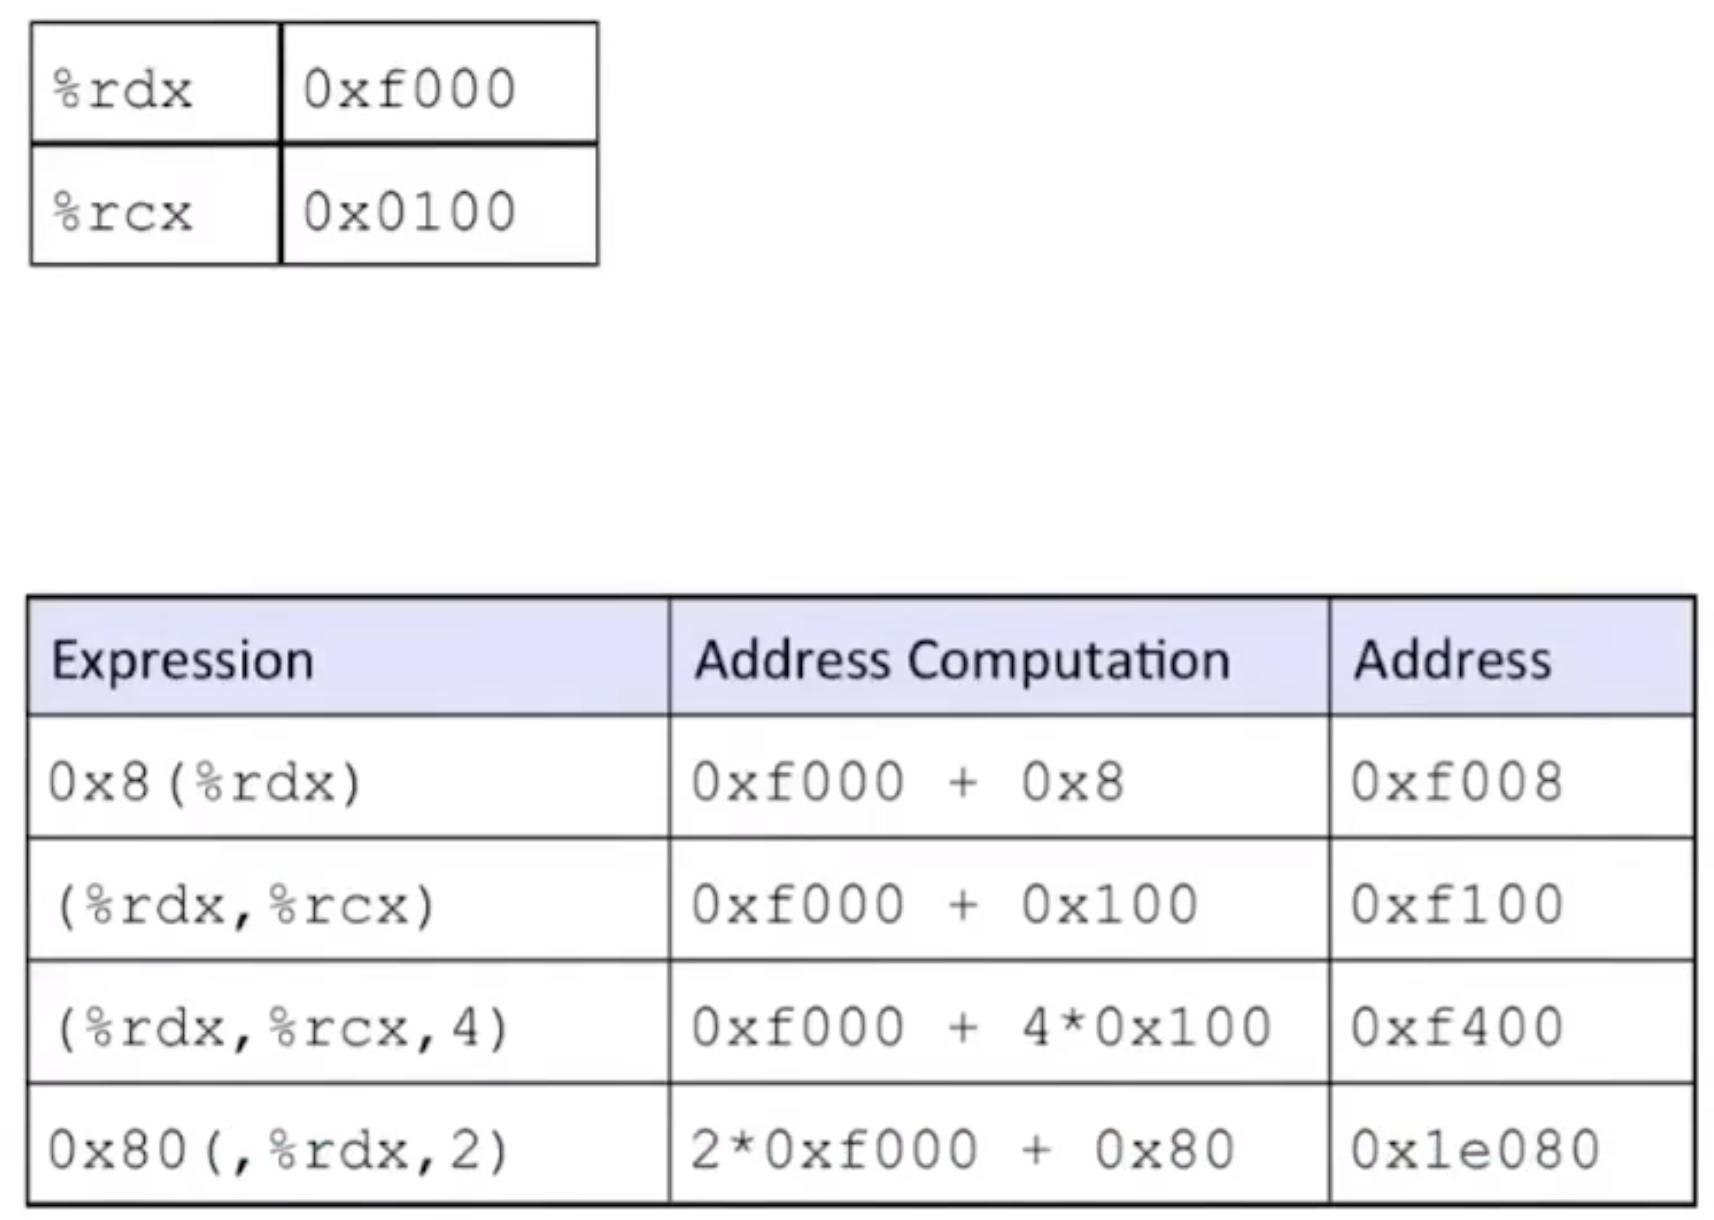 %rdx 0xf000
%rcx 0x0100
Expression Address Computation Address
0x8(%rdx) 0xf000 + 0x8 0xf008
(%rdx,%rcx) 0xf000 + 0x100 0xf100
(%rdx,%rcx,4) 0xf000 + 4*0x100 0xf400
0x80(,%rdx,2) 2*0xf000 + 0x80 0x1e080